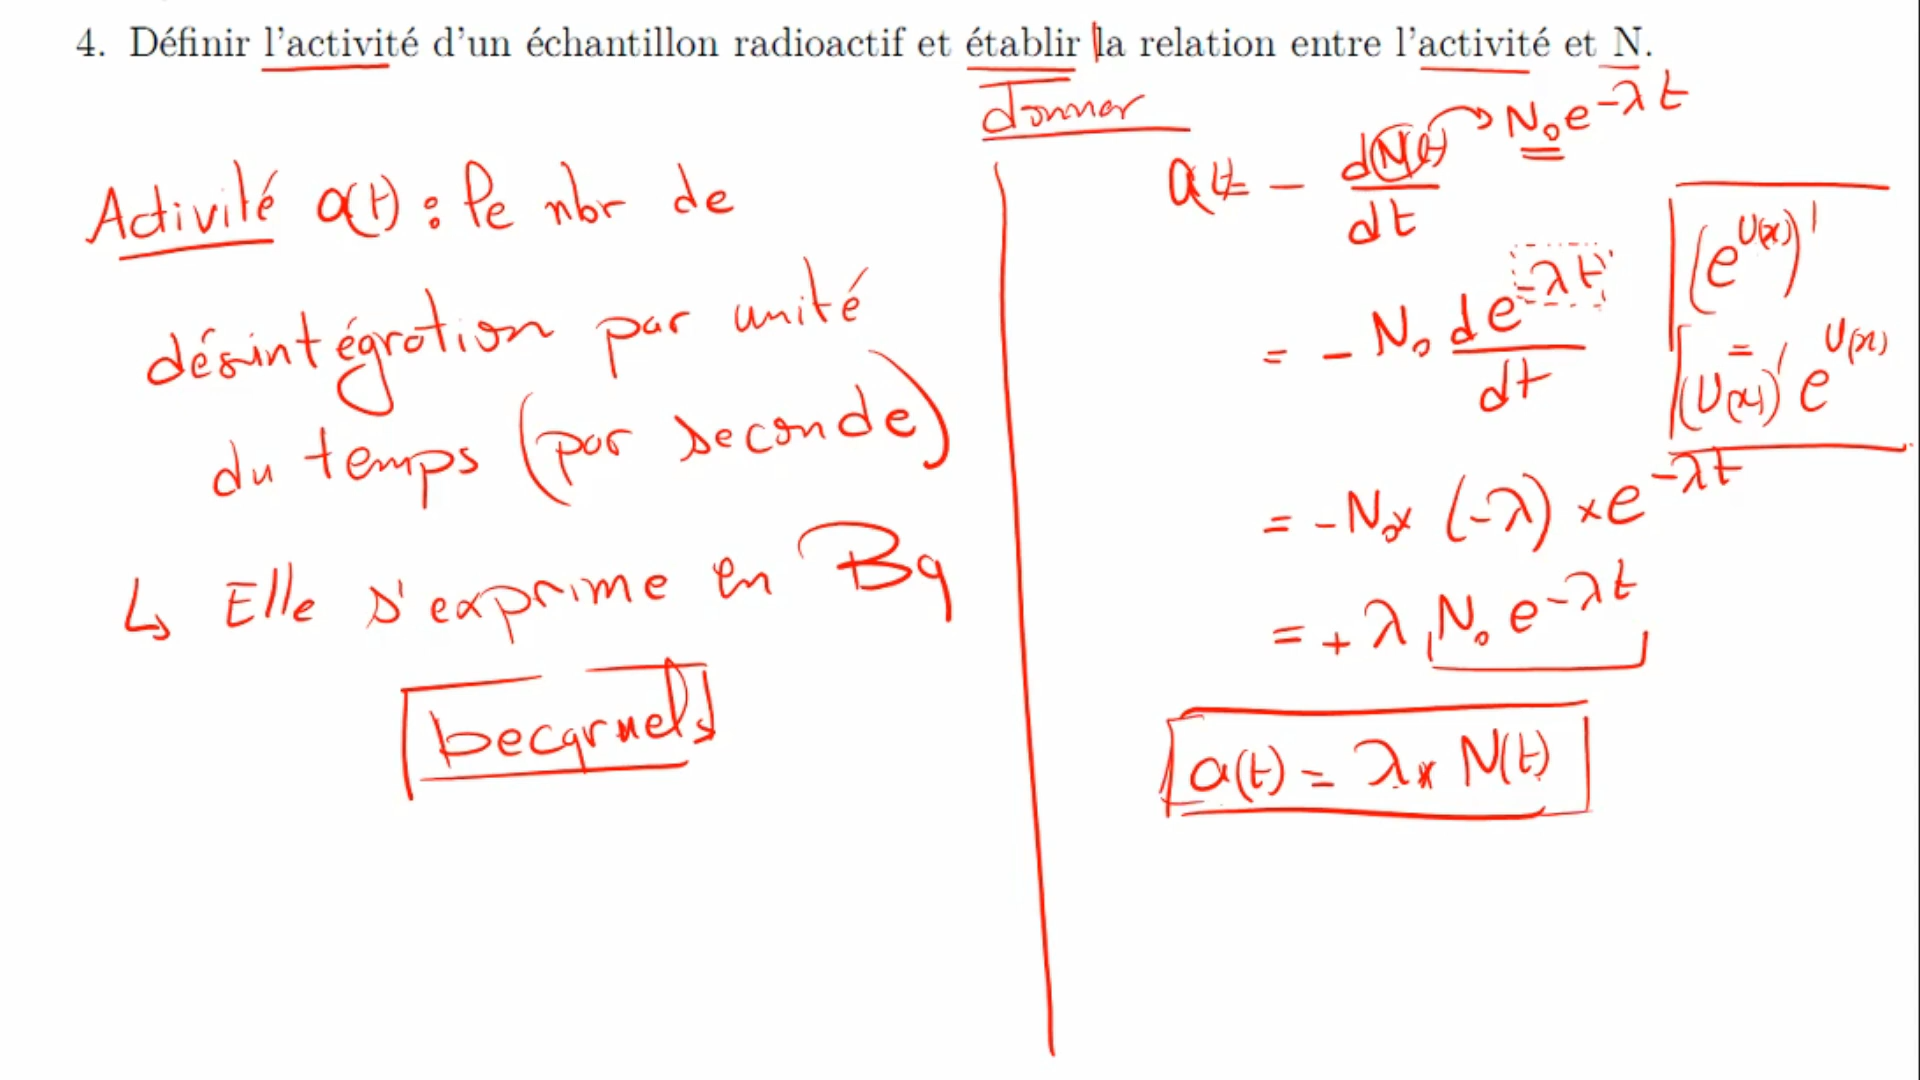 4. Définir l'activité d'un échantillon radioactif et établir la relation entre l'activité et N.
donner
Activité a(t) : le nbr de
désintégration par unité
du temps (par seconde)
↳ Elle s'exprime en Bq
becqruels
a(t) = - dN(t)/dt → N₀e^-λt
= - N₀ de^-λt/dt
(e^U(x))'
=
(U(x))' e^U(x)
= - N₀ × (-λ) × e^-λt
= + λ N₀ e^-λt
a(t) = λ × N(t)